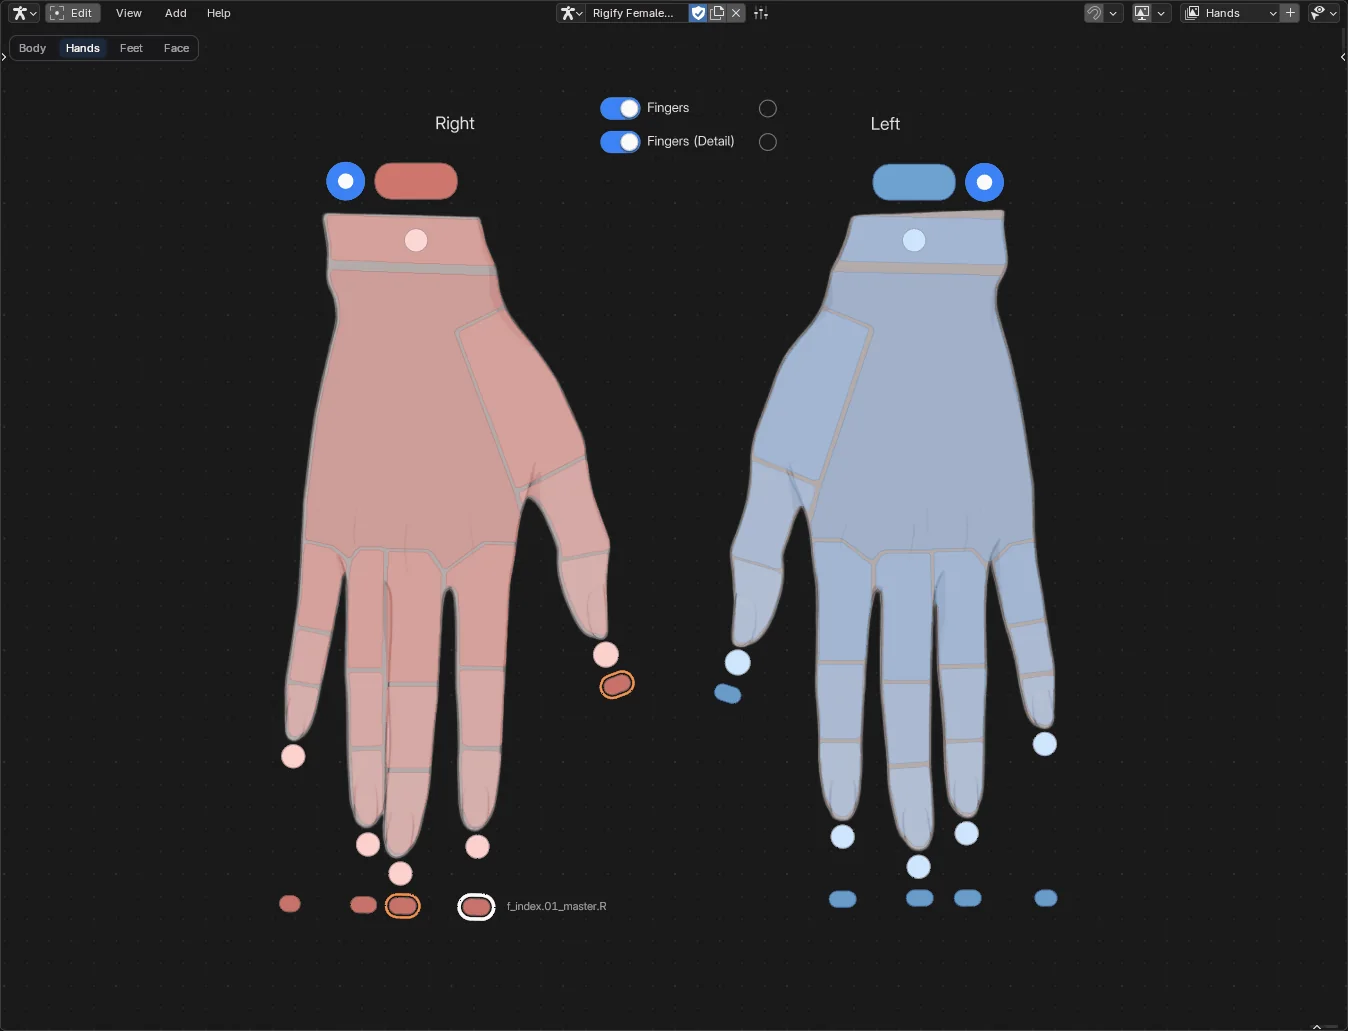 Edit View Add Help Rigify Female... Hands
Body Hands Feet Face
Fingers
Right
Left
Fingers (Detail)
f_index.01_master.R